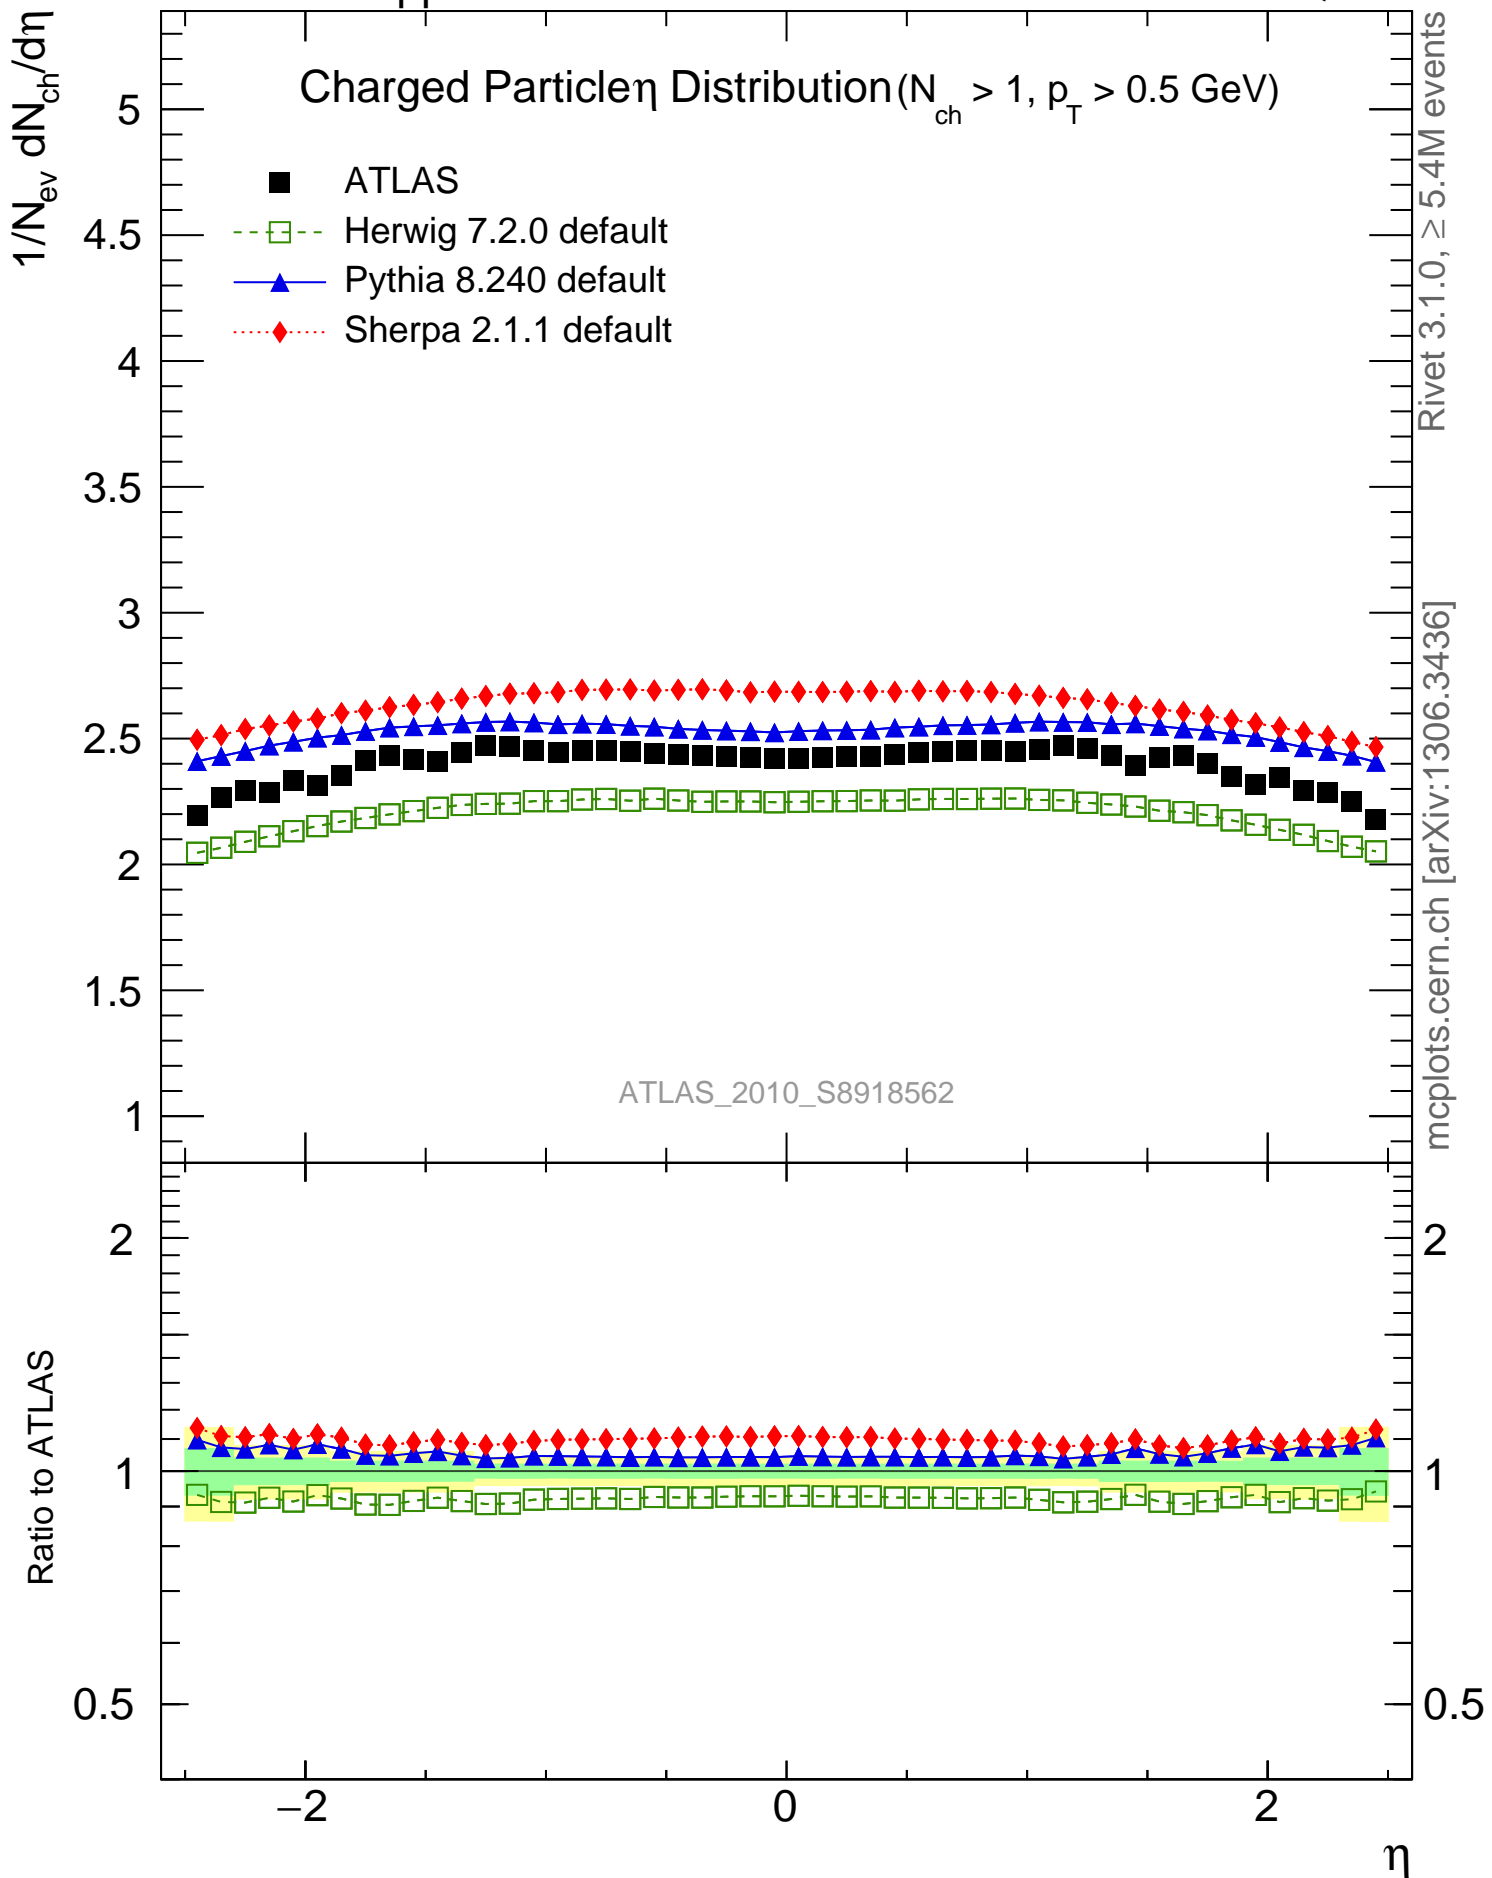 pp
1/N_ev dN_ch/dη
Charged Particleη Distribution (N_ch > 1, p_T > 0.5 GeV)
ATLAS
Herwig 7.2.0 default
Pythia 8.240 default
Sherpa 2.1.1 default
5
4.5
4
3.5
3
2.5
2
1.5
1
ATLAS_2010_S8918562
Rivet 3.1.0, ≥ 5.4M events
mcplots.cern.ch [arXiv:1306.3436]
Ratio to ATLAS
2
1
0.5
2
1
0.5
−2
0
2
η